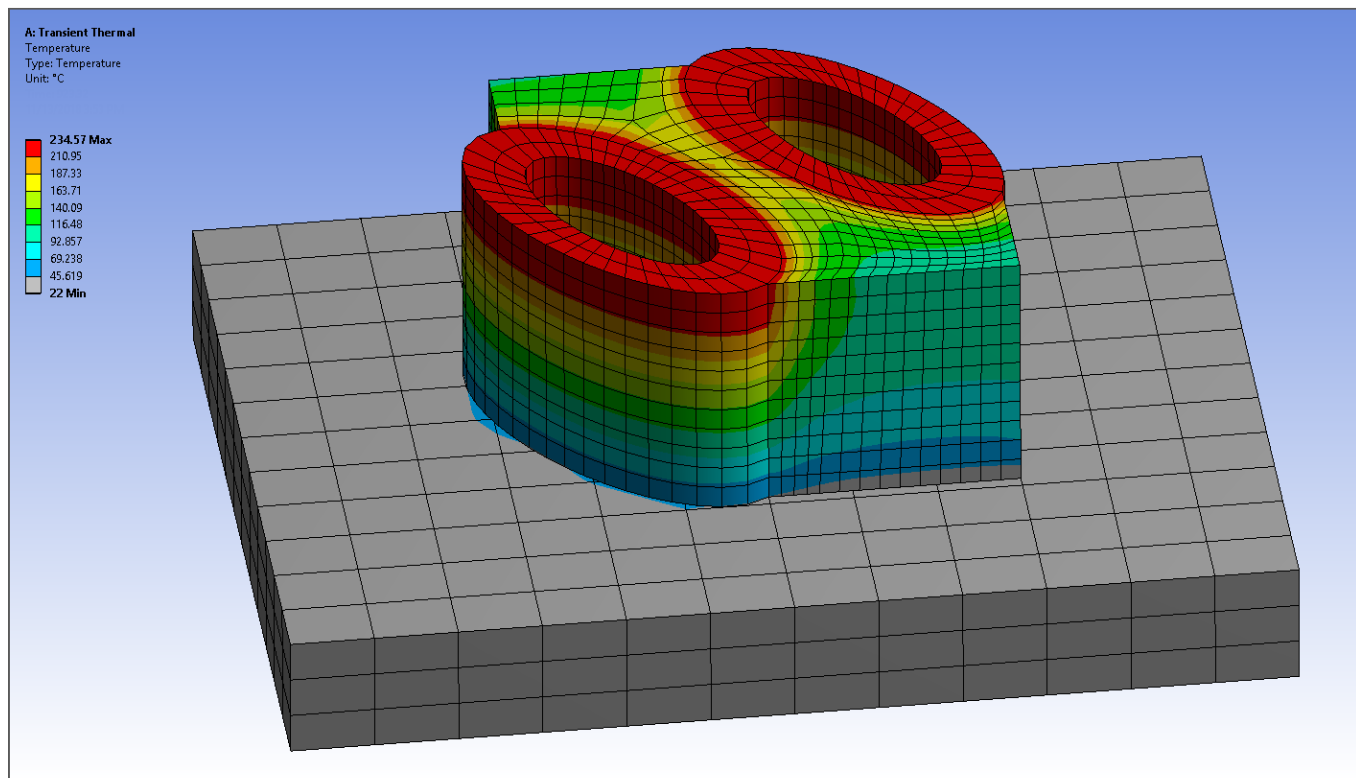 A: Transient Thermal
Temperature
Type: Temperature
Unit: °C
234.57 Max
210.95
187.33
163.71
140.09
116.48
92.857
69.238
45.619
22 Min